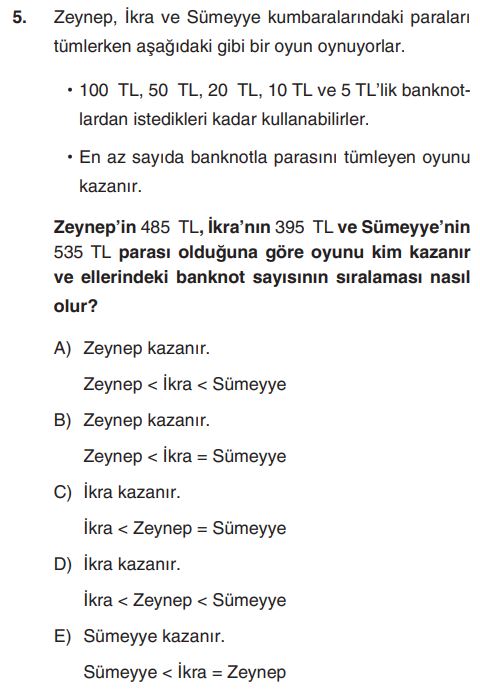 5. Zeynep, İkra ve Sümeyye kumbaralarındaki paraları
tümlerken aşağıdaki gibi bir oyun oynuyorlar.
• 100 TL, 50 TL, 20 TL, 10 TL ve 5 TL'lik banknot-
lardan istedikleri kadar kullanabilirler.
• En az sayıda banknotla parasını tümleyen oyunu
kazanır.
Zeynep'in 485 TL, İkra'nın 395 TL ve Sümeyye'nin
535 TL parası olduğuna göre oyunu kim kazanır
ve ellerindeki banknot sayısının sıralaması nasıl
olur?
A) Zeynep kazanır.
Zeynep < İkra < Sümeyye
B) Zeynep kazanır.
Zeynep < İkra = Sümeyye
C) İkra kazanır.
İkra < Zeynep = Sümeyye
D) İkra kazanır.
İkra < Zeynep < Sümeyye
E) Sümeyye kazanır.
Sümeyye < İkra = Zeynep